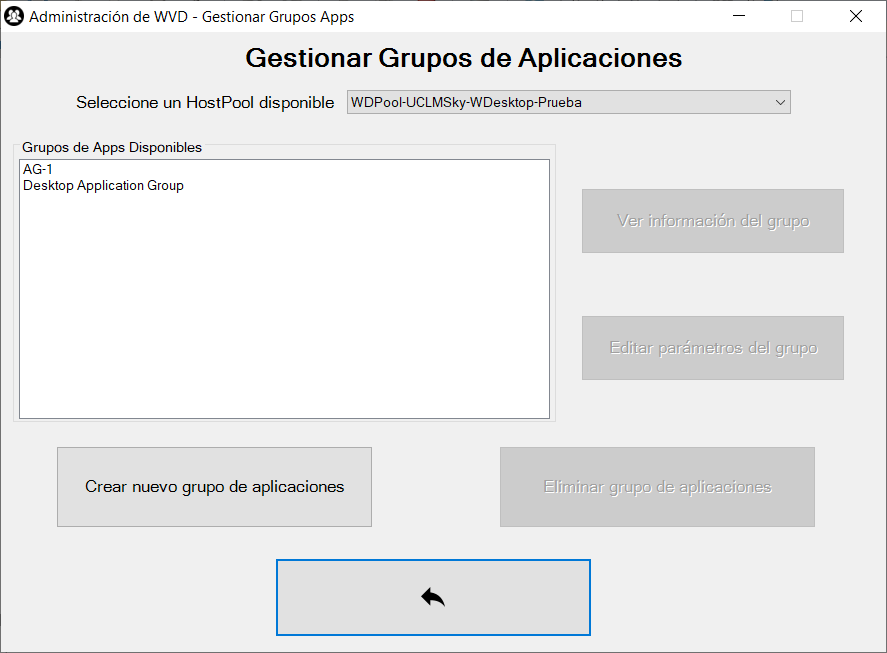 Administración de WVD - Gestionar Grupos Apps
Gestionar Grupos de Aplicaciones
Seleccione un HostPool disponible
WDPool-UCLMSky-WDesktop-Prueba
Grupos de Apps Disponibles
AG-1
Desktop Application Group
Ver información del grupo
Editar parámetros del grupo
Crear nuevo grupo de aplicaciones
Eliminar grupo de aplicaciones